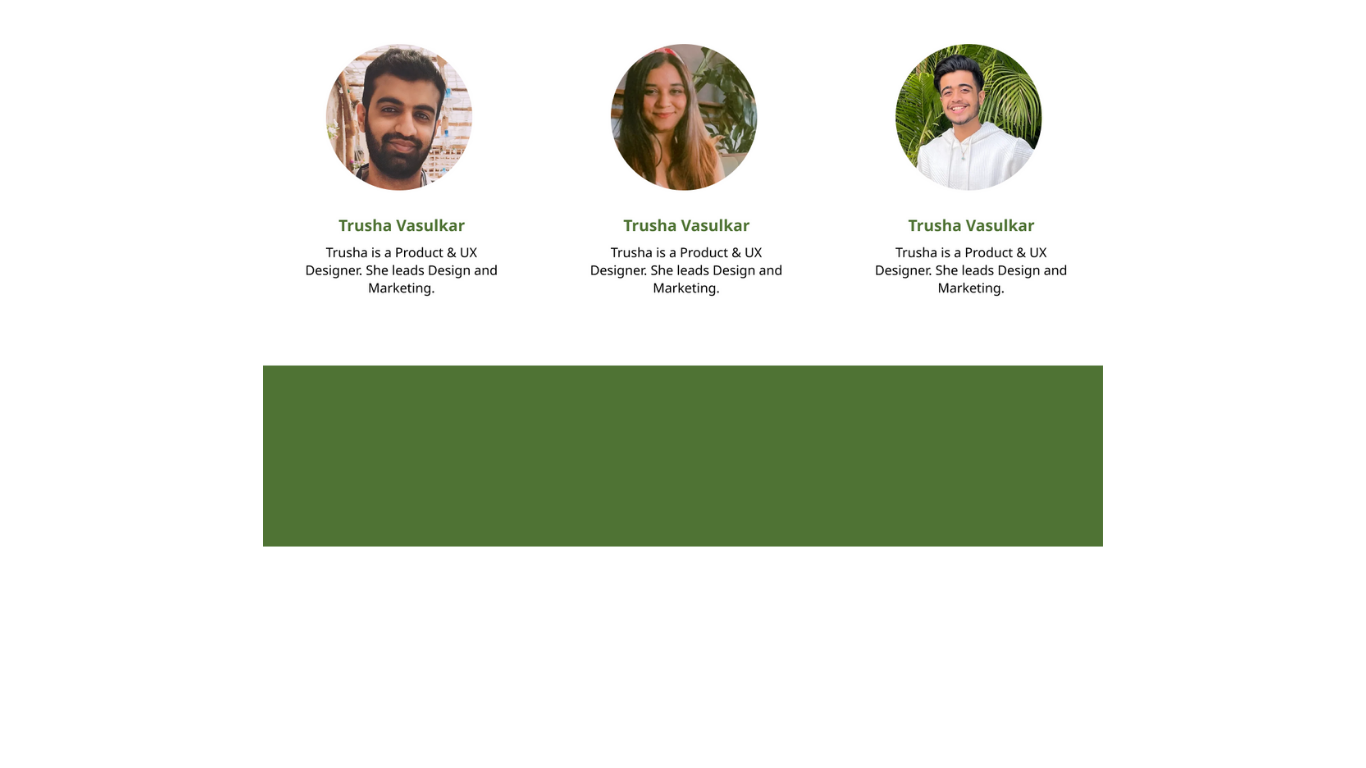 Trusha Vasulkar
Trusha is a Product & UX
Designer. She leads Design and
Marketing.
Trusha Vasulkar
Trusha is a Product & UX
Designer. She leads Design and
Marketing.
Trusha Vasulkar
Trusha is a Product & UX
Designer. She leads Design and
Marketing.